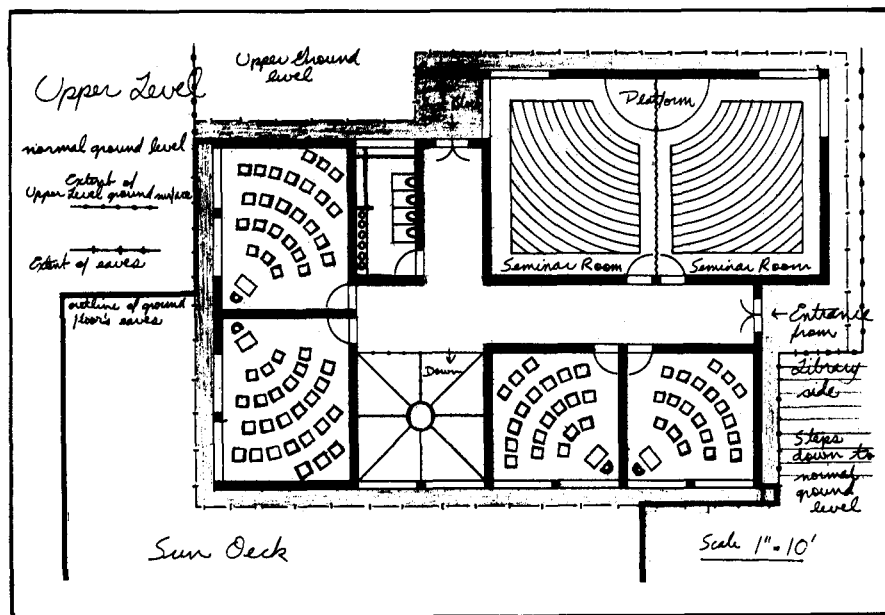 Upper Level
Upper Ground
level
normal ground level
Extent of
Upper Level ground surface
Extent of eaves
outline of ground
floor's eaves
Platform
Seminar Room
Seminar Room
← Entrance
from
Library
side
Steps
down to
normal
ground
level
Down
Sun Deck
Scale 1"=10'